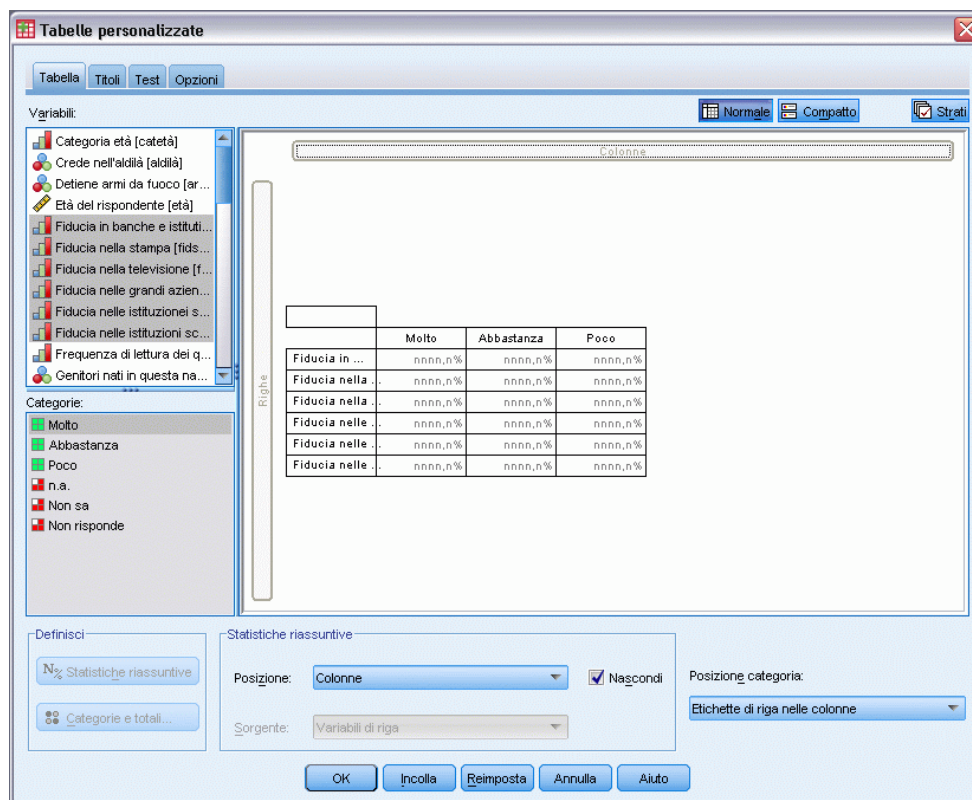 Tabelle personalizzate
Tabella Titoli Test Opzioni
Variabili:
Normale Compatto Strati
Categoria età [catetà]
Crede nell'aldilà [aldilà]
Detiene armi da fuoco [ar...
Età del rispondente [età]
Fiducia in banche e istituti...
Fiducia nella stampa [fids...
Fiducia nella televisione [f...
Fiducia nelle grandi azien...
Fiducia nelle istituzionei s...
Fiducia nelle istituzioni sc...
Frequenza di lettura dei q...
Genitori nati in questa na...
Categorie:
Molto
Abbastanza
Poco
n.a.
Non sa
Non risponde
Colonne
Righe
Molto Abbastanza Poco
Fiducia in ... nnnn,n% nnnn,n% nnnn,n%
Fiducia nella ... nnnn,n% nnnn,n% nnnn,n%
Fiducia nella ... nnnn,n% nnnn,n% nnnn,n%
Fiducia nelle ... nnnn,n% nnnn,n% nnnn,n%
Fiducia nelle ... nnnn,n% nnnn,n% nnnn,n%
Fiducia nelle ... nnnn,n% nnnn,n% nnnn,n%
Definisci
N% Statistiche riassuntive
Categorie e totali...
Statistiche riassuntive
Posizione: Colonne Nascondi
Sorgente: Variabili di riga
Posizione categoria:
Etichette di riga nelle colonne
OK Incolla Reimposta Annulla Aiuto